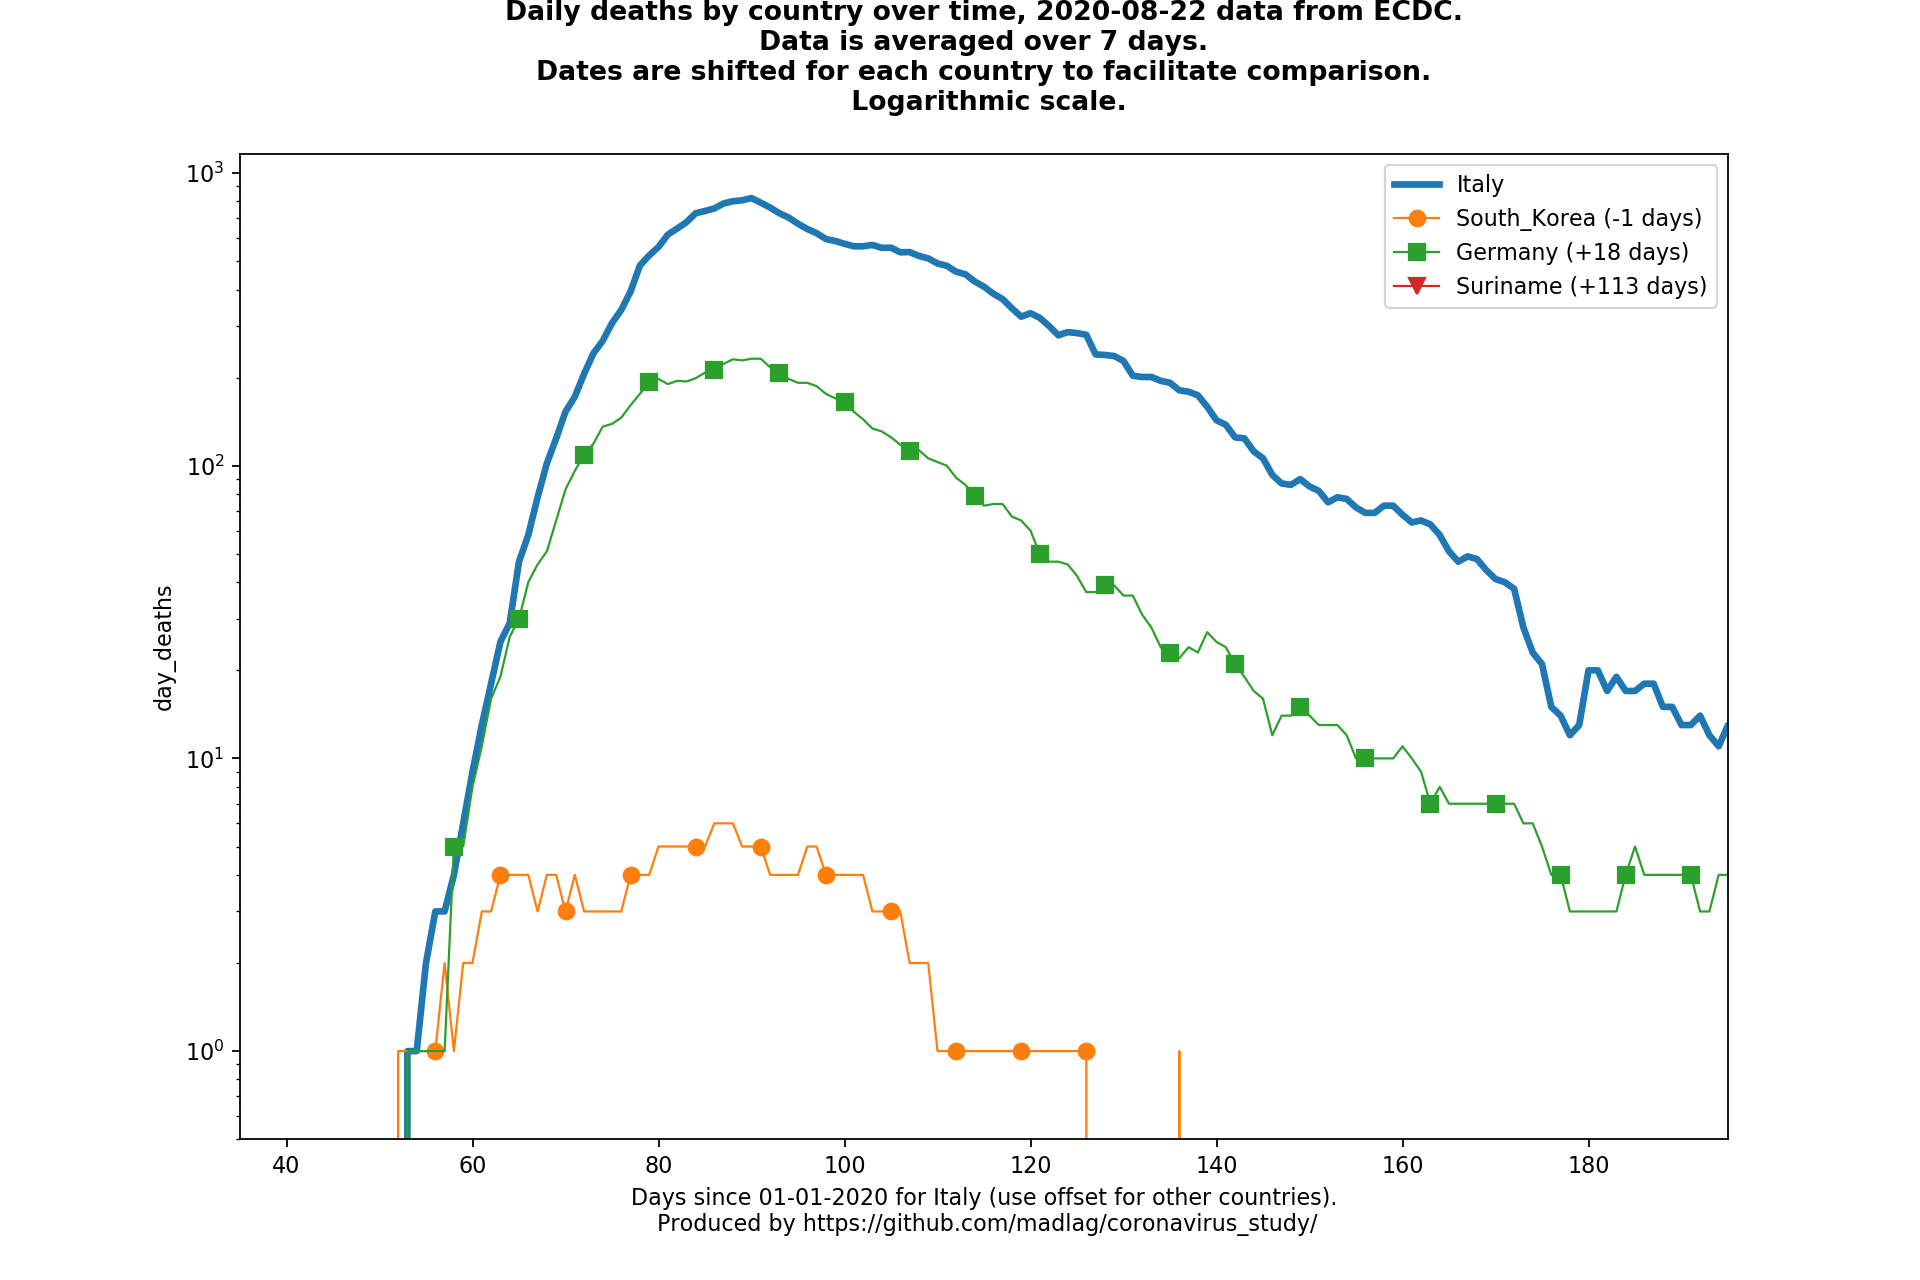 Daily deaths by country over time, 2020-08-22 data from ECDC.
Data is averaged over 7 days.
Dates are shifted for each country to facilitate comparison.
Logarithmic scale.
10³
10²
10¹
10⁰
day_deaths
Italy
South_Korea (-1 days)
Germany (+18 days)
Suriname (+113 days)
40 60 80 100 120 140 160 180
Days since 01-01-2020 for Italy (use offset for other countries).
Produced by https://github.com/madlag/coronavirus_study/